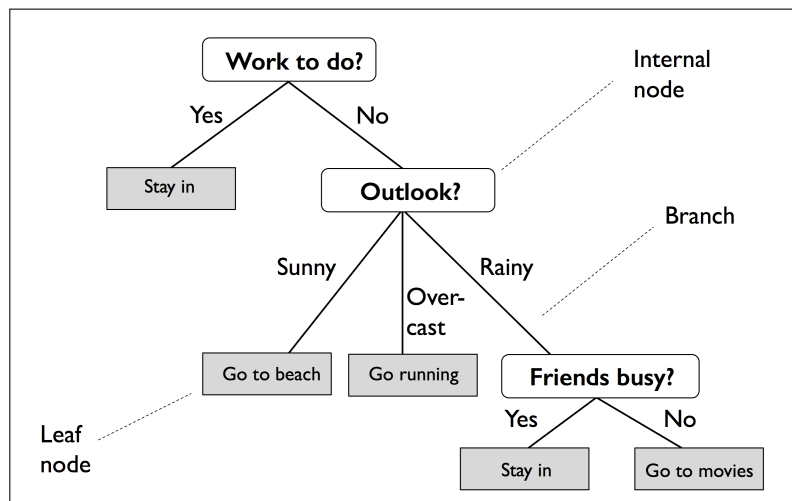 Work to do?
Internal
node
Yes
No
Stay in
Outlook?
Branch
Sunny
Rainy
Over-
cast
Go to beach
Go running
Friends busy?
Leaf
node
Yes
No
Stay in
Go to movies